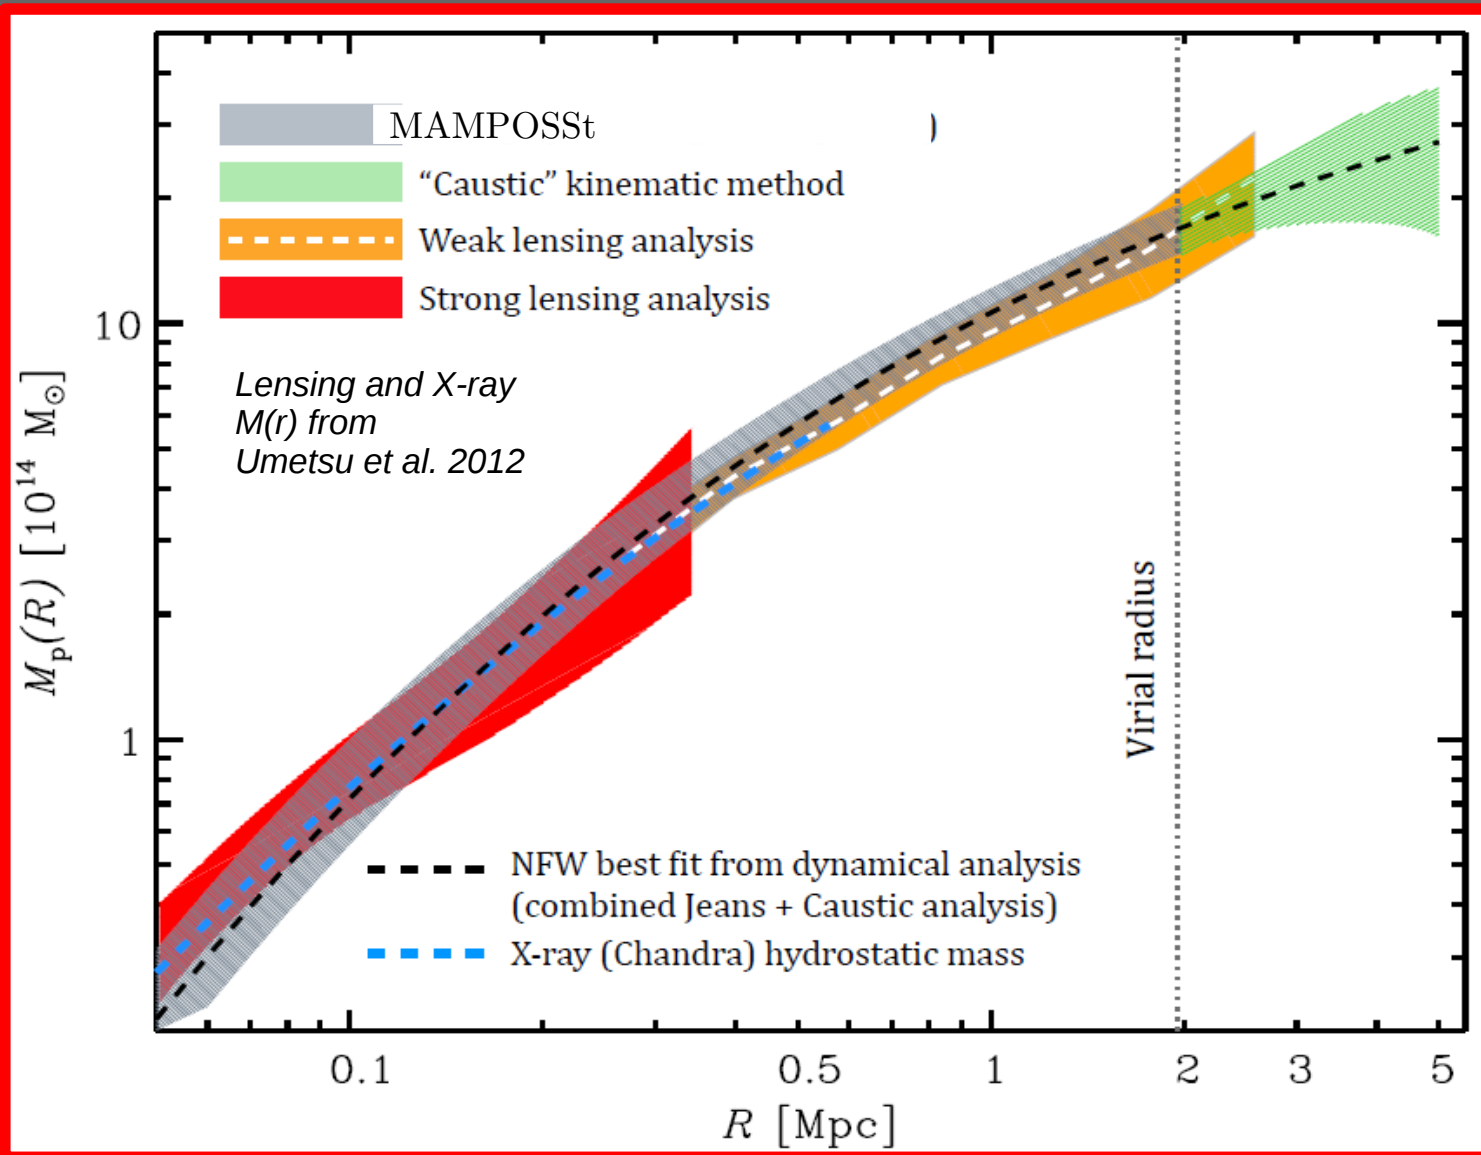 MAMPOSSt )
“Caustic” kinematic method
Weak lensing analysis
Strong lensing analysis
10
Lensing and X-ray
M(r) from
Umetsu et al. 2012
M_p(R) [10^14 M_⊙]
Virial radius
1
NFW best fit from dynamical analysis
(combined Jeans + Caustic analysis)
X-ray (Chandra) hydrostatic mass
0.1 0.5 1 2 3 5
R [Mpc]